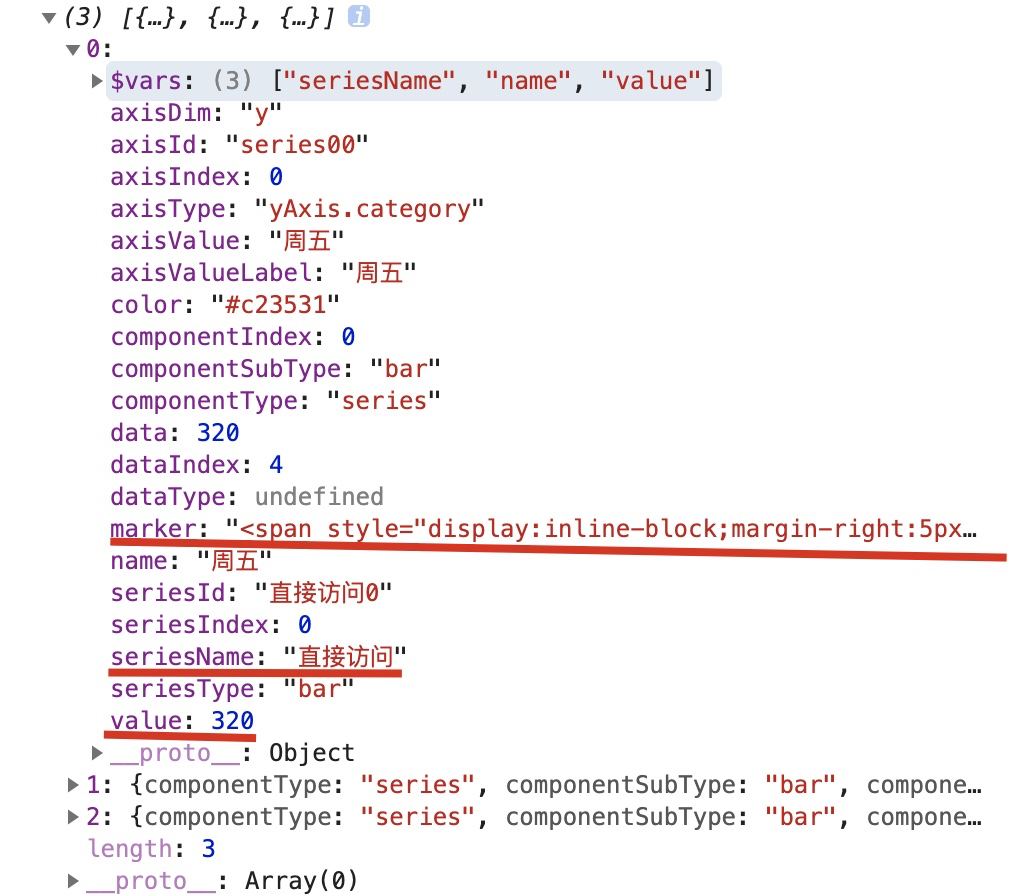 (3) [{…}, {…}, {…}] i
0:
$vars: (3) ["seriesName", "name", "value"]
axisDim: "y"
axisId: "series00"
axisIndex: 0
axisType: "yAxis.category"
axisValue: "周五"
axisValueLabel: "周五"
color: "#c23531"
componentIndex: 0
componentSubType: "bar"
componentType: "series"
data: 320
dataIndex: 4
dataType: undefined
marker: "<span style="display:inline-block;margin-right:5px…
name: "周五"
seriesId: "直接访问0"
seriesIndex: 0
seriesName: "直接访问"
seriesType: "bar"
value: 320
__proto__: Object
1: {componentType: "series", componentSubType: "bar", compone…
2: {componentType: "series", componentSubType: "bar", compone…
length: 3
__proto__: Array(0)